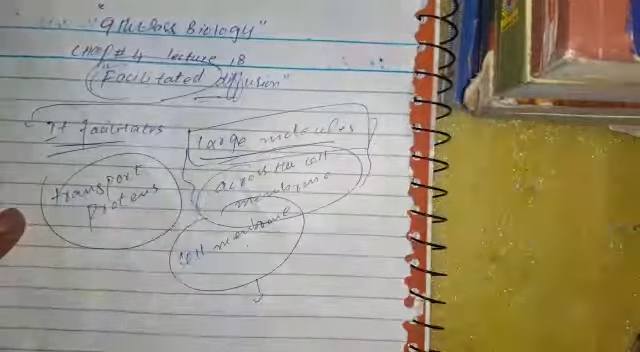 "9th class Biology"
chap # 4 lecture 18
"Facilitated diffusion"
It facilitates
Large molecules
across the cell
membrane
transport
proteins
cell membrane